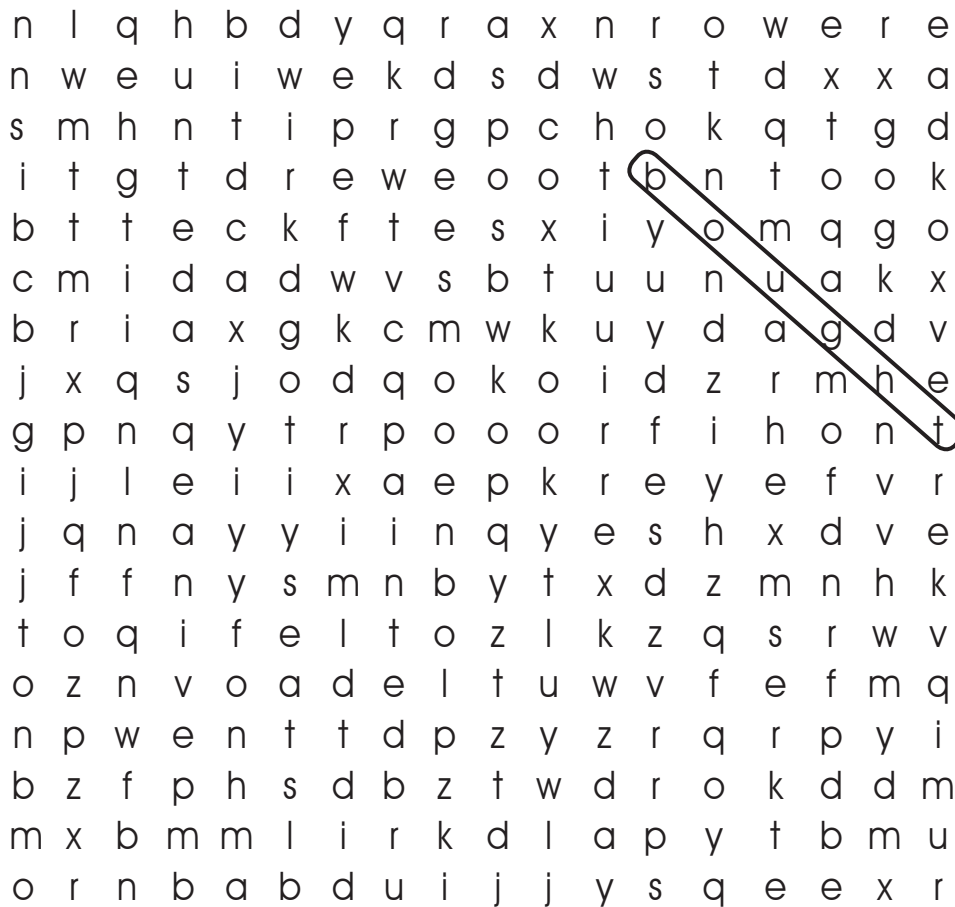 n l q h b d y q r a x n r o w e r e
n w e u i w e k d s d w s t d x x a
s m h n t i p r g p c h o k q t g d
i t g t d r e w e o o t b n t o o k
b t t e c k f t e s x i y o m q g o
c m i d a d w v s b t u u n u a k x
b r i a x g k c m w k u y d a g d v
j x q s j o d q o k o i d z r m h e
g p n q y t r p o o o r f i h o n t
i j l e i i x a e p k r e y e f v r
j q n a y y i i n q y e s h x d v e
j f f n y s m n b y t x d z m n h k
t o q i f e l t o z l k z q s r w v
o z n v o a d e l t u w v f e f m q
n p w e n t t d p z y z r q r p y i
b z f p h s d b z t w d r o k d d m
m x b m m l i r k d l a p y t b m u
o r n b a b d u i j j y s q e e x r